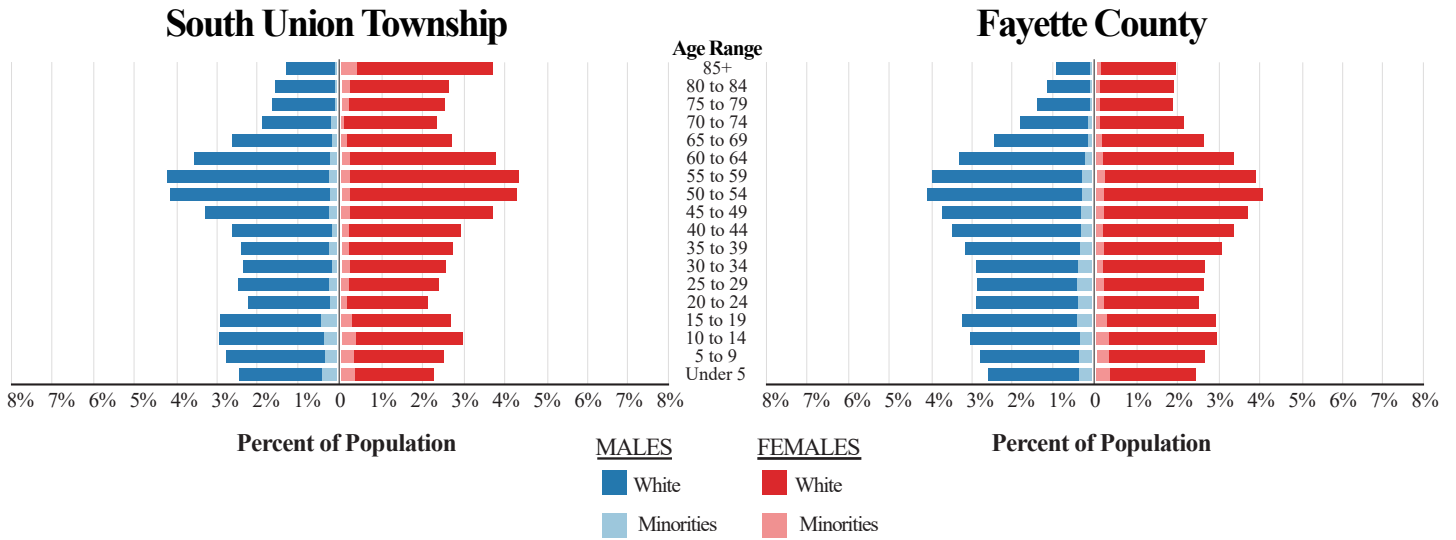 South Union Township
Fayette County
Age Range
85+
80 to 84
75 to 79
70 to 74
65 to 69
60 to 64
55 to 59
50 to 54
45 to 49
40 to 44
35 to 39
30 to 34
25 to 29
20 to 24
15 to 19
10 to 14
5 to 9
Under 5
8% 7% 6% 5% 4% 3% 2% 1% 0 1% 2% 3% 4% 5% 6% 7% 8%
8% 7% 6% 5% 4% 3% 2% 1% 0 1% 2% 3% 4% 5% 6% 7% 8%
Percent of Population
Percent of Population
MALES
White
Minorities
FEMALES
White
Minorities